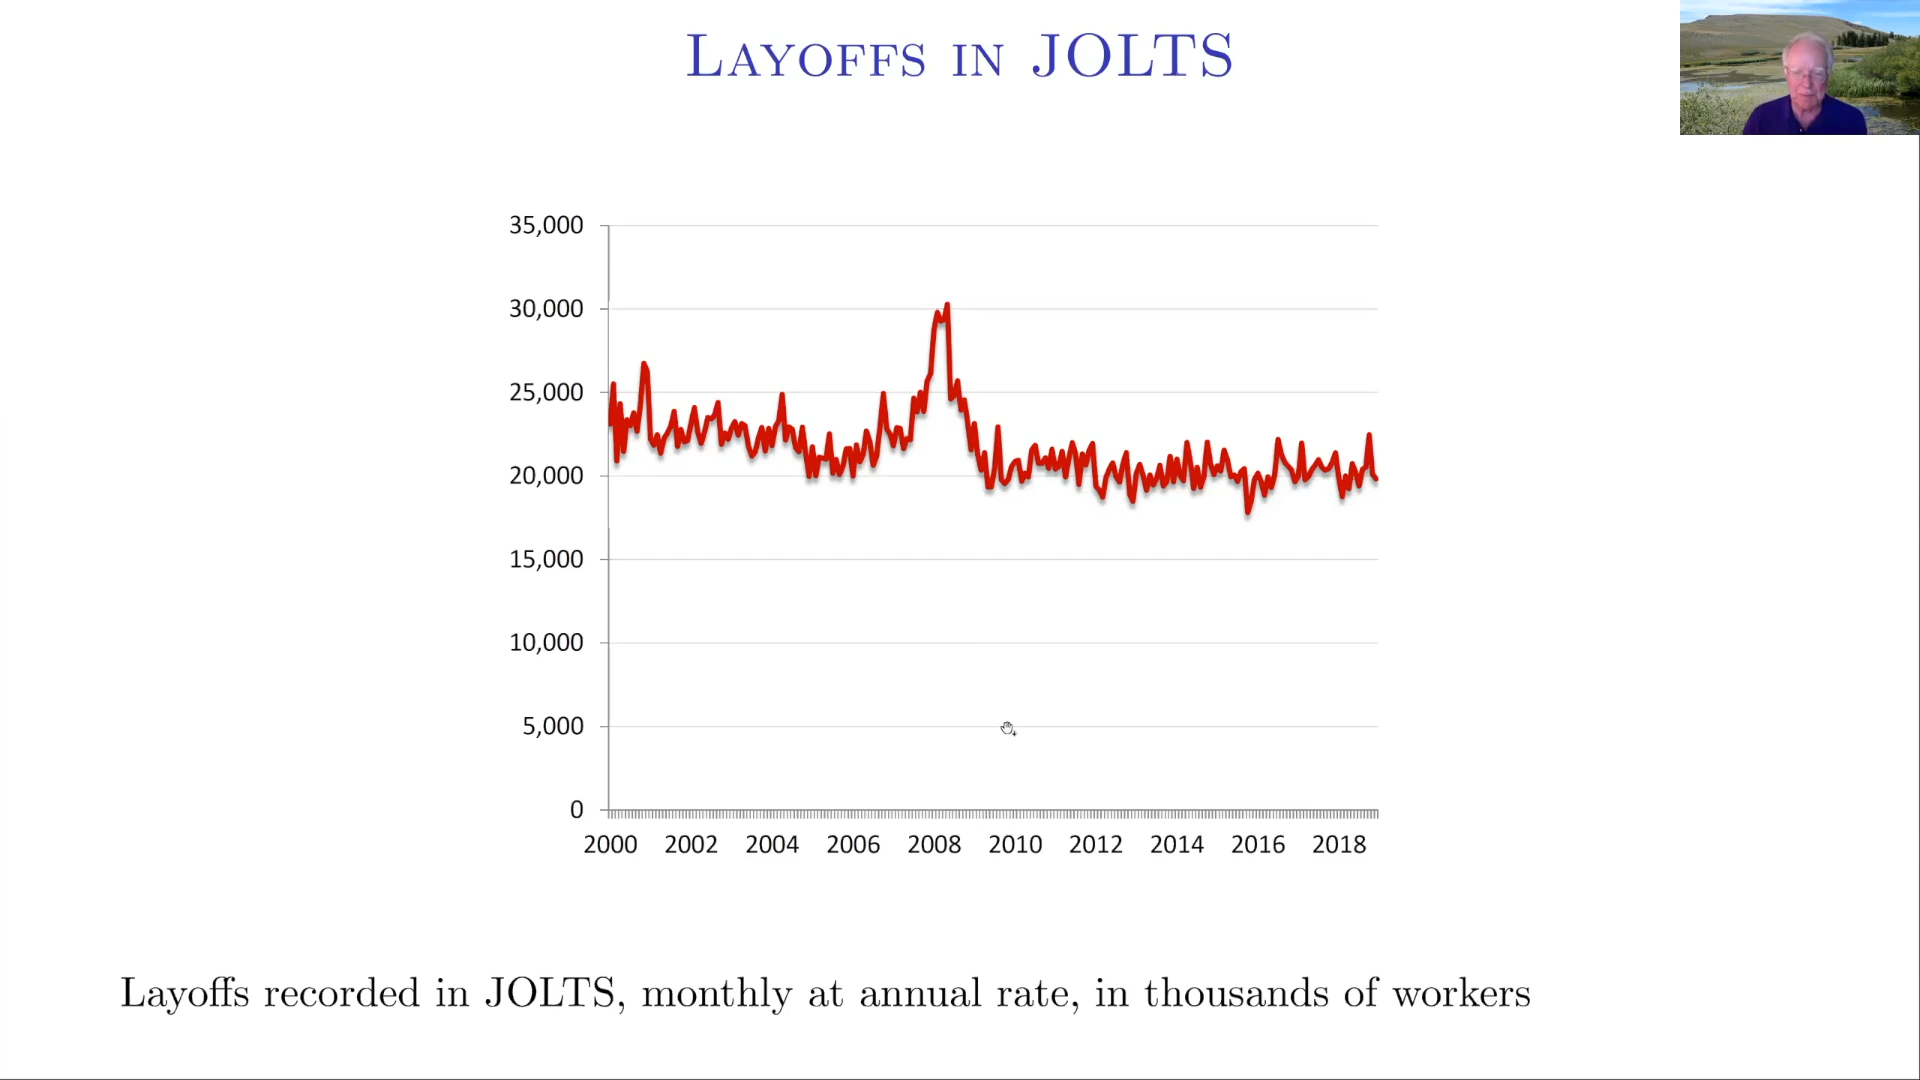 Layoffs in JOLTS
35,000
30,000
25,000
20,000
15,000
10,000
5,000
0
2000 2002 2004 2006 2008 2010 2012 2014 2016 2018
Layoffs recorded in JOLTS, monthly at annual rate, in thousands of workers